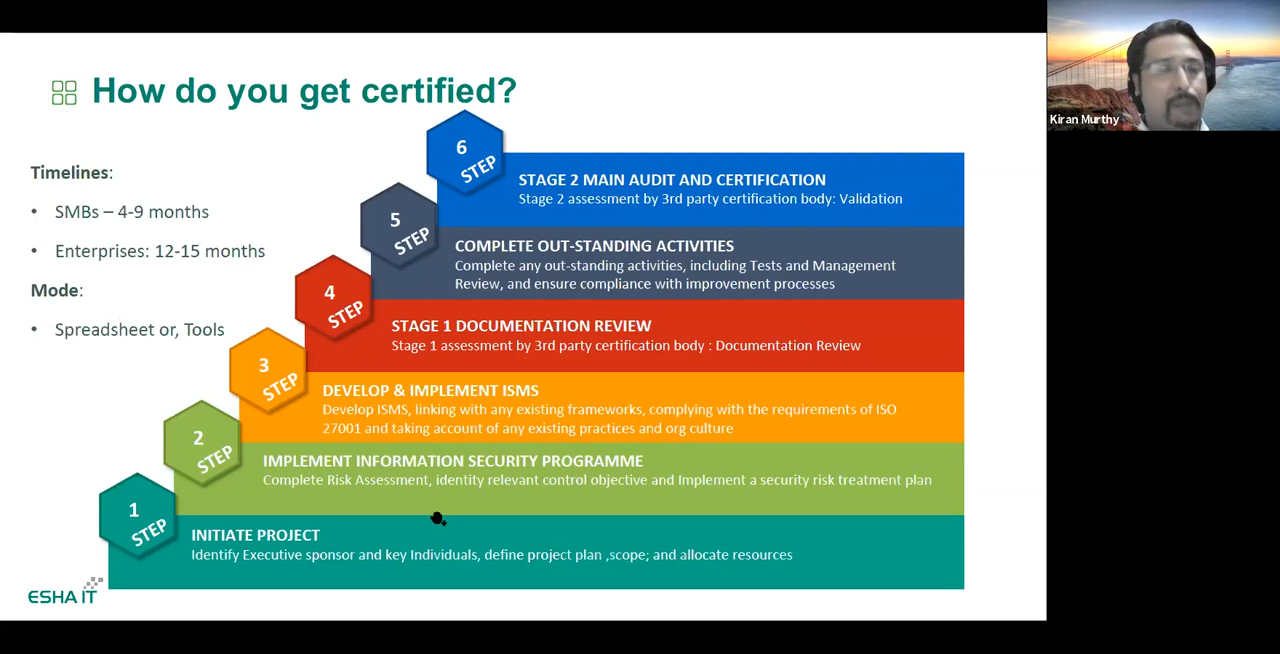 How do you get certified?
Kiran Murthy
Timelines:
• SMBs – 4-9 months
• Enterprises: 12-15 months
Mode:
• Spreadsheet or, Tools
6
STEP
STAGE 2 MAIN AUDIT AND CERTIFICATION
Stage 2 assessment by 3rd party certification body: Validation
5
STEP
COMPLETE OUT-STANDING ACTIVITIES
Complete any out-standing activities, including Tests and Management
Review, and ensure compliance with improvement processes
4
STEP
STAGE 1 DOCUMENTATION REVIEW
Stage 1 assessment by 3rd party certification body : Documentation Review
3
STEP
DEVELOP & IMPLEMENT ISMS
Develop ISMS, linking with any existing frameworks, complying with the requirements of ISO
27001 and taking account of any existing practices and org culture
2
STEP
IMPLEMENT INFORMATION SECURITY PROGRAMME
Complete Risk Assessment, identity relevant control objective and Implement a security risk treatment plan
1
STEP
INITIATE PROJECT
Identify Executive sponsor and key Individuals, define project plan ,scope; and allocate resources
ESHA IT